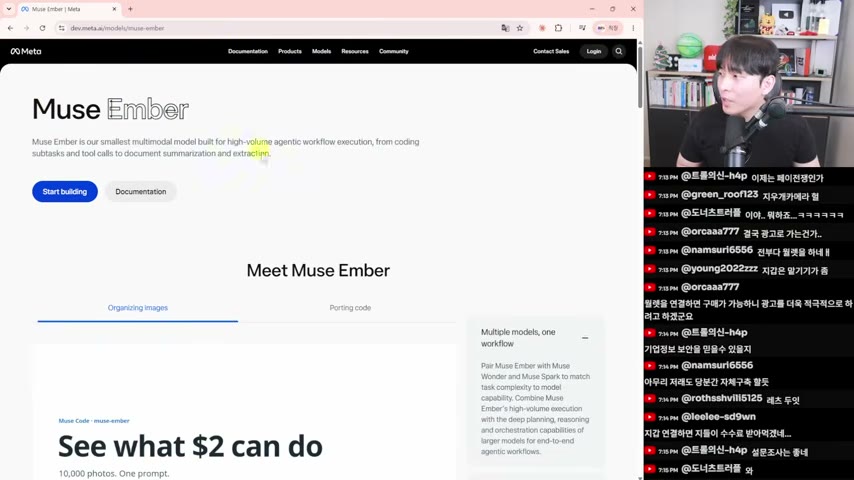 Muse Ember | Meta
dev.meta.ai/models/muse-ember
Meta
Documentation
Products
Models
Resources
Community
Contact Sales
Login
Muse Ember
Muse Ember is our smallest multimodal model built for high-volume agentic workflow execution, from coding
subtasks and tool calls to document summarization and extraction.
Start building
Documentation
Meet Muse Ember
Organizing images
Porting code
Multiple models, one
workflow
Pair Muse Ember with Muse
Wonder and Muse Spark to match
task complexity to model
capability. Combine Muse
Ember's high-volume execution
with the deep planning, reasoning
and orchestration capabilities of
larger models for end-to-end
agentic workflows.
Muse Code · muse-ember
See what $2 can do
10,000 photos. One prompt.
7:13 PM @트롤의신-h4p 이제는 페이전쟁인가
7:13 PM @green_roof123 지우개카메라 헐
7:13 PM @도너츠트러플 이야.. 뭐하죠...ㅋㅋㅋㅋㅋㅋ
7:13 PM @orcaaa777 결국 광고로 가는건가..
7:13 PM @namsuri6556 전부다 월렛을 하네ㅐ
7:13 PM @young2022zzz 지갑은 맡기기가 좀
7:13 PM @orcaaa777
월렛을 연결하면 구매가 가능하니 광고를 더욱 적극적으로 하
려고 하겠군요
7:14 PM @트롤의신-h4p
기업정보 보안을 믿을수 있을지
7:14 PM @namsuri6556
아무리 저래도 당분간 자체구축 할듯
7:14 PM @rothsshvili5125 레츠 두잇
7:14 PM @leelee-sd9wn
지갑 연결하면 지들이 수수료 받아먹겠네...
7:15 PM @트롤의신-h4p 설문조사는 좋네
7:15 PM @도너츠트러플 와